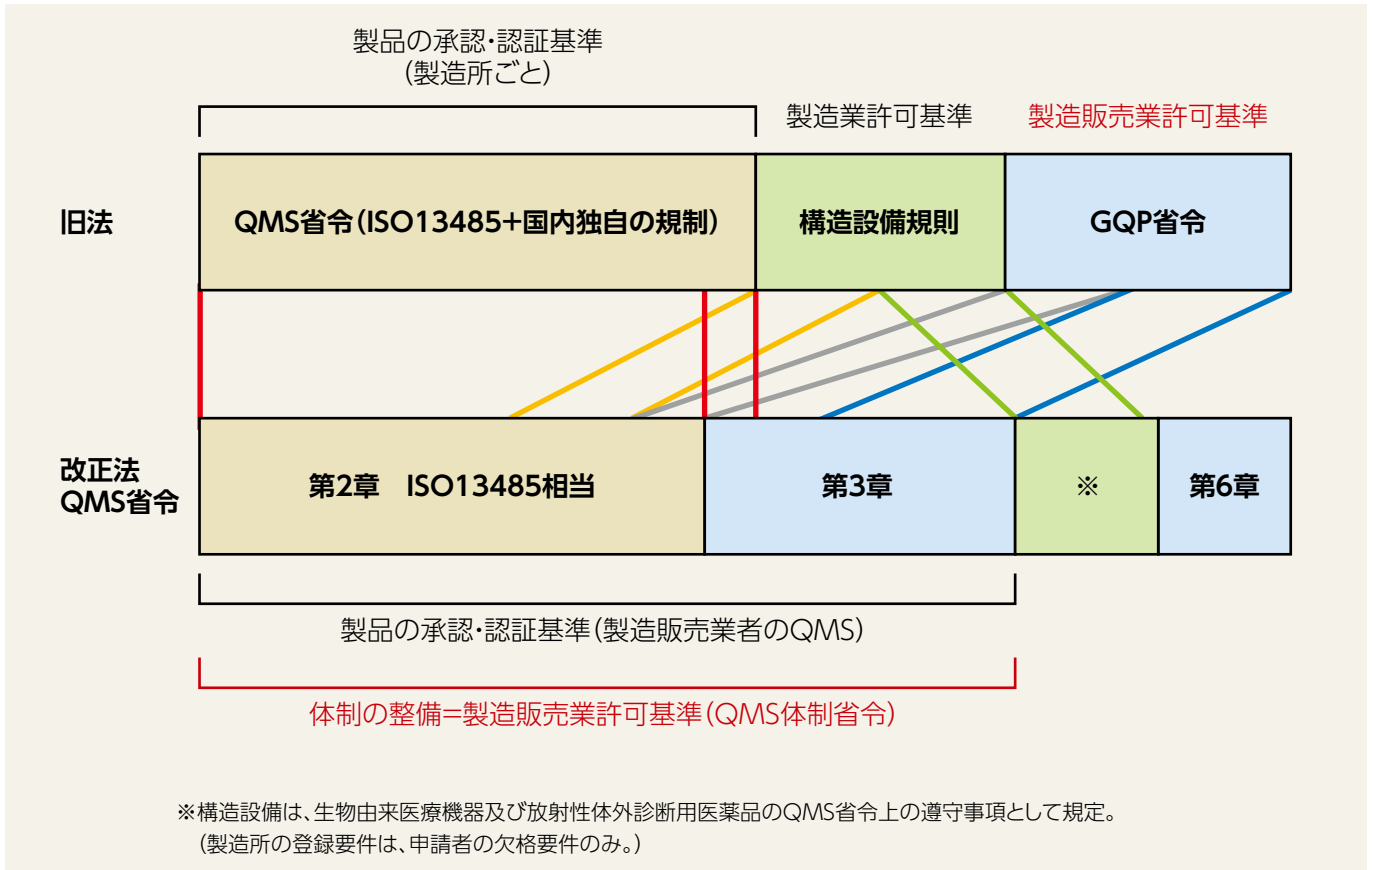 製品の承認・認証基準
(製造所ごと)
製造業許可基準
製造販売業許可基準
旧法
QMS省令(ISO13485+国内独自の規制)
構造設備規則
GQP省令
改正法
QMS省令
第2章 ISO13485相当
第3章
※
第6章
製品の承認・認証基準(製造販売業者のQMS)
体制の整備=製造販売業許可基準(QMS体制省令)
※構造設備は、生物由来医療機器及び放射性体外診断用医薬品のQMS省令上の遵守事項として規定。
(製造所の登録要件は、申請者の欠格要件のみ。)